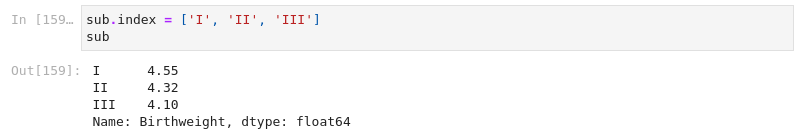 In [159… sub.index = ['I', 'II', 'III']
sub
Out[159]: I      4.55
II     4.32
III    4.10
Name: Birthweight, dtype: float64